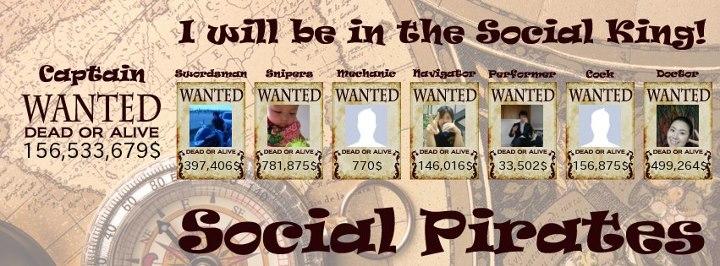 I will be in the Social King!
Captain
WANTED
DEAD OR ALIVE
156,533,679$
Swordsman
WANTED
DEAD OR ALIVE
397,406$
Snipers
WANTED
DEAD OR ALIVE
781,875$
Mechanic
WANTED
DEAD OR ALIVE
770$
Navigator
WANTED
DEAD OR ALIVE
146,016$
Performer
WANTED
DEAD OR ALIVE
33,502$
Cock
WANTED
DEAD OR ALIVE
156,875$
Doctor
WANTED
DEAD OR ALIVE
499,264$
Social Pirates